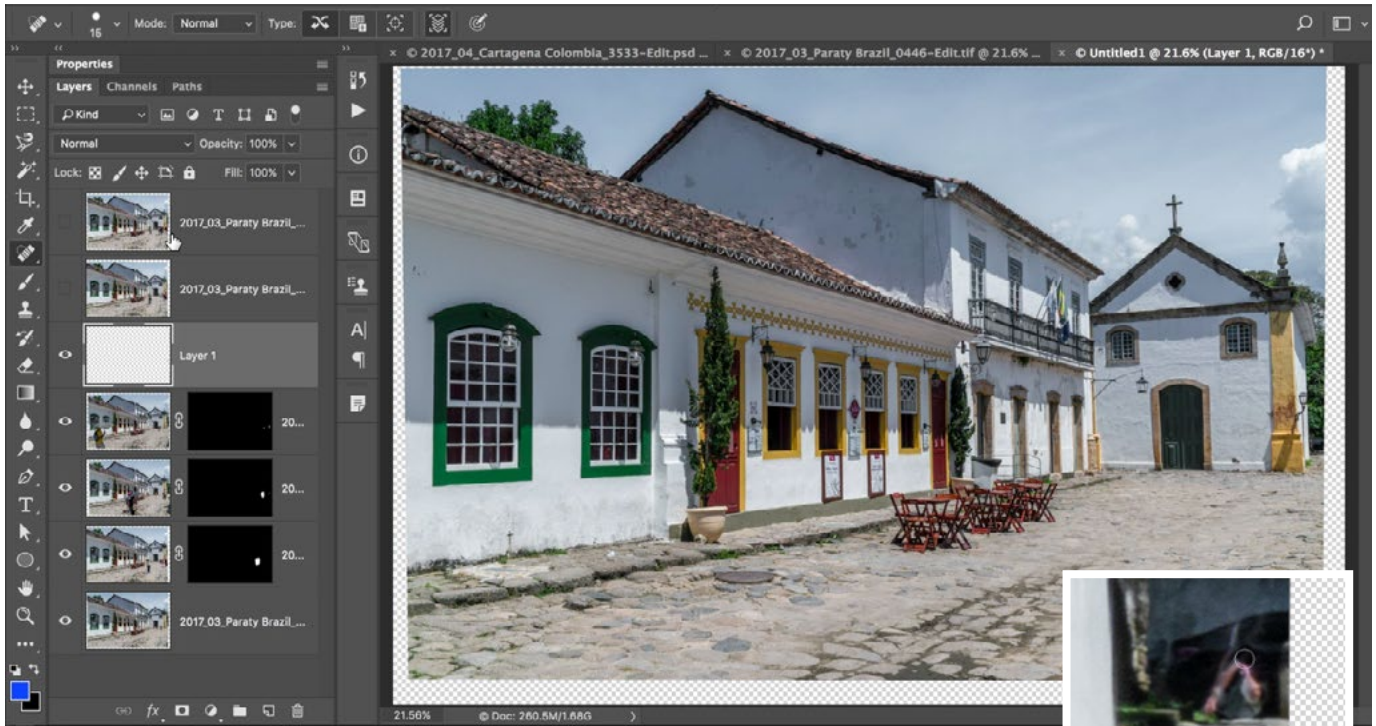 16
Mode: Normal Type:
× © 2017_04_Cartagena Colombia_3533-Edit.psd ... × © 2017_03_Paraty Brazil_0446-Edit.tif @ 21.6% ... × © Untitled1 @ 21.6% (Layer 1, RGB/16*) *
Properties
Layers Channels Paths
Kind
Normal Opacity: 100%
Lock: Fill: 100%
2017_03_Paraty Brazil_...
2017_03_Paraty Brazil_...
Layer 1
20...
20...
20...
2017_03_Paraty Brazil_...
fx
21.56% © Doc: 260.5M/1.68G